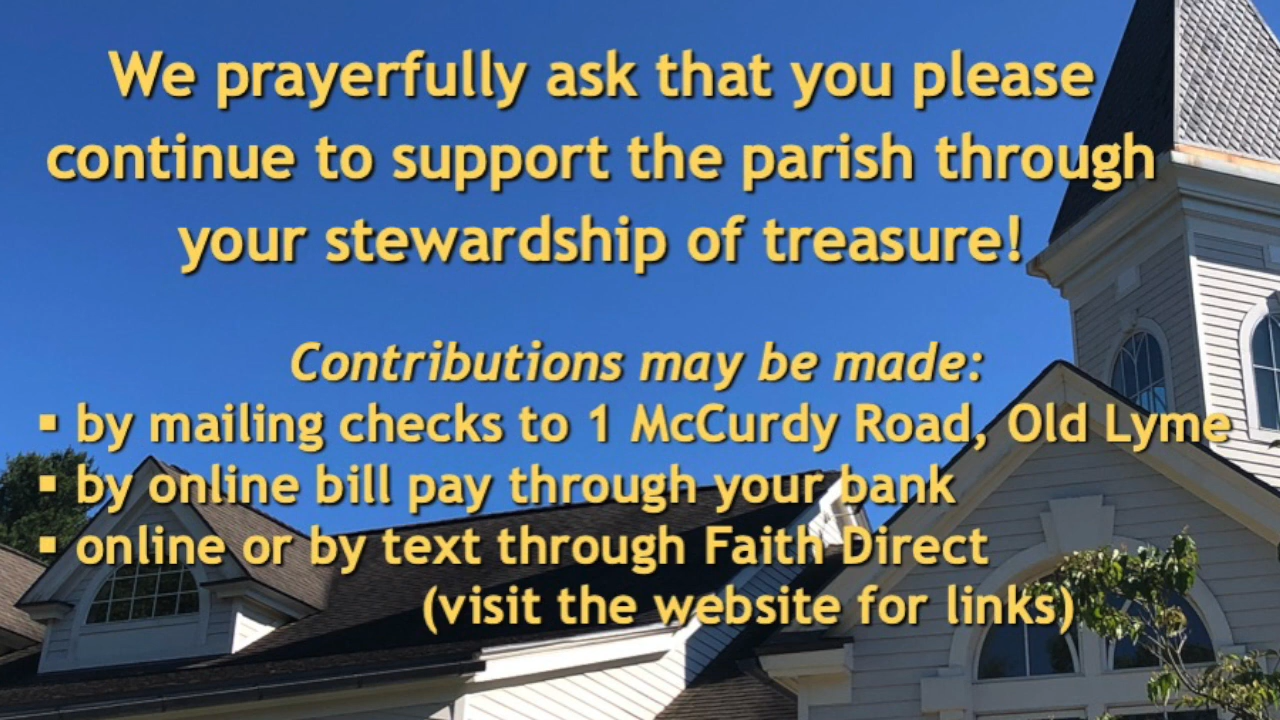 We prayerfully ask that you please
continue to support the parish through
your stewardship of treasure!
Contributions may be made:
▪ by mailing checks to 1 McCurdy Road, Old Lyme
▪ by online bill pay through your bank
▪ online or by text through Faith Direct
(visit the website for links)